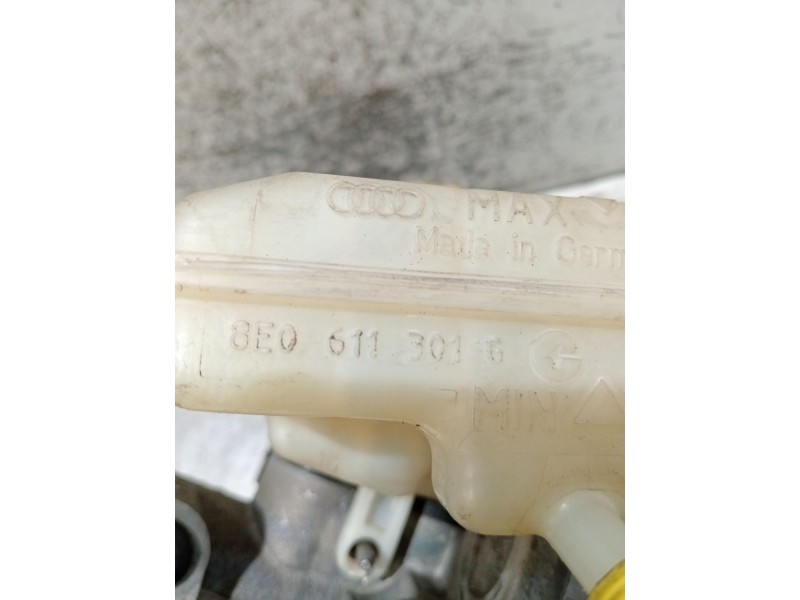 MAX
Made in Germ
8E0 611 301 G
MIN